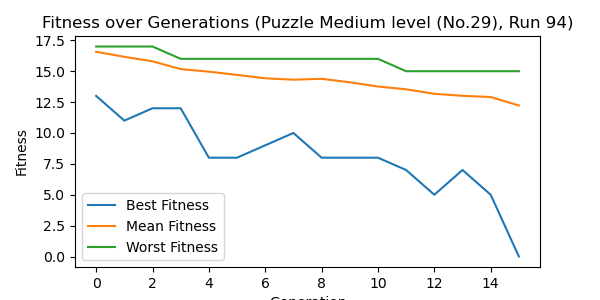 Fitness over Generations (Puzzle Medium level (No.29), Run 94)
17.5
15.0
12.5
10.0
7.5
5.0
2.5
0.0
Fitness
Best Fitness
Mean Fitness
Worst Fitness
0 2 4 6 8 10 12 14
Generation